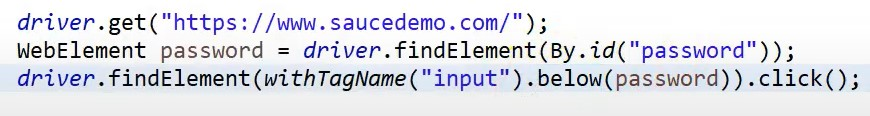 driver.get("https://www.saucedemo.com/");
WebElement password = driver.findElement(By.id("password"));
driver.findElement(withTagName("input").below(password)).click();